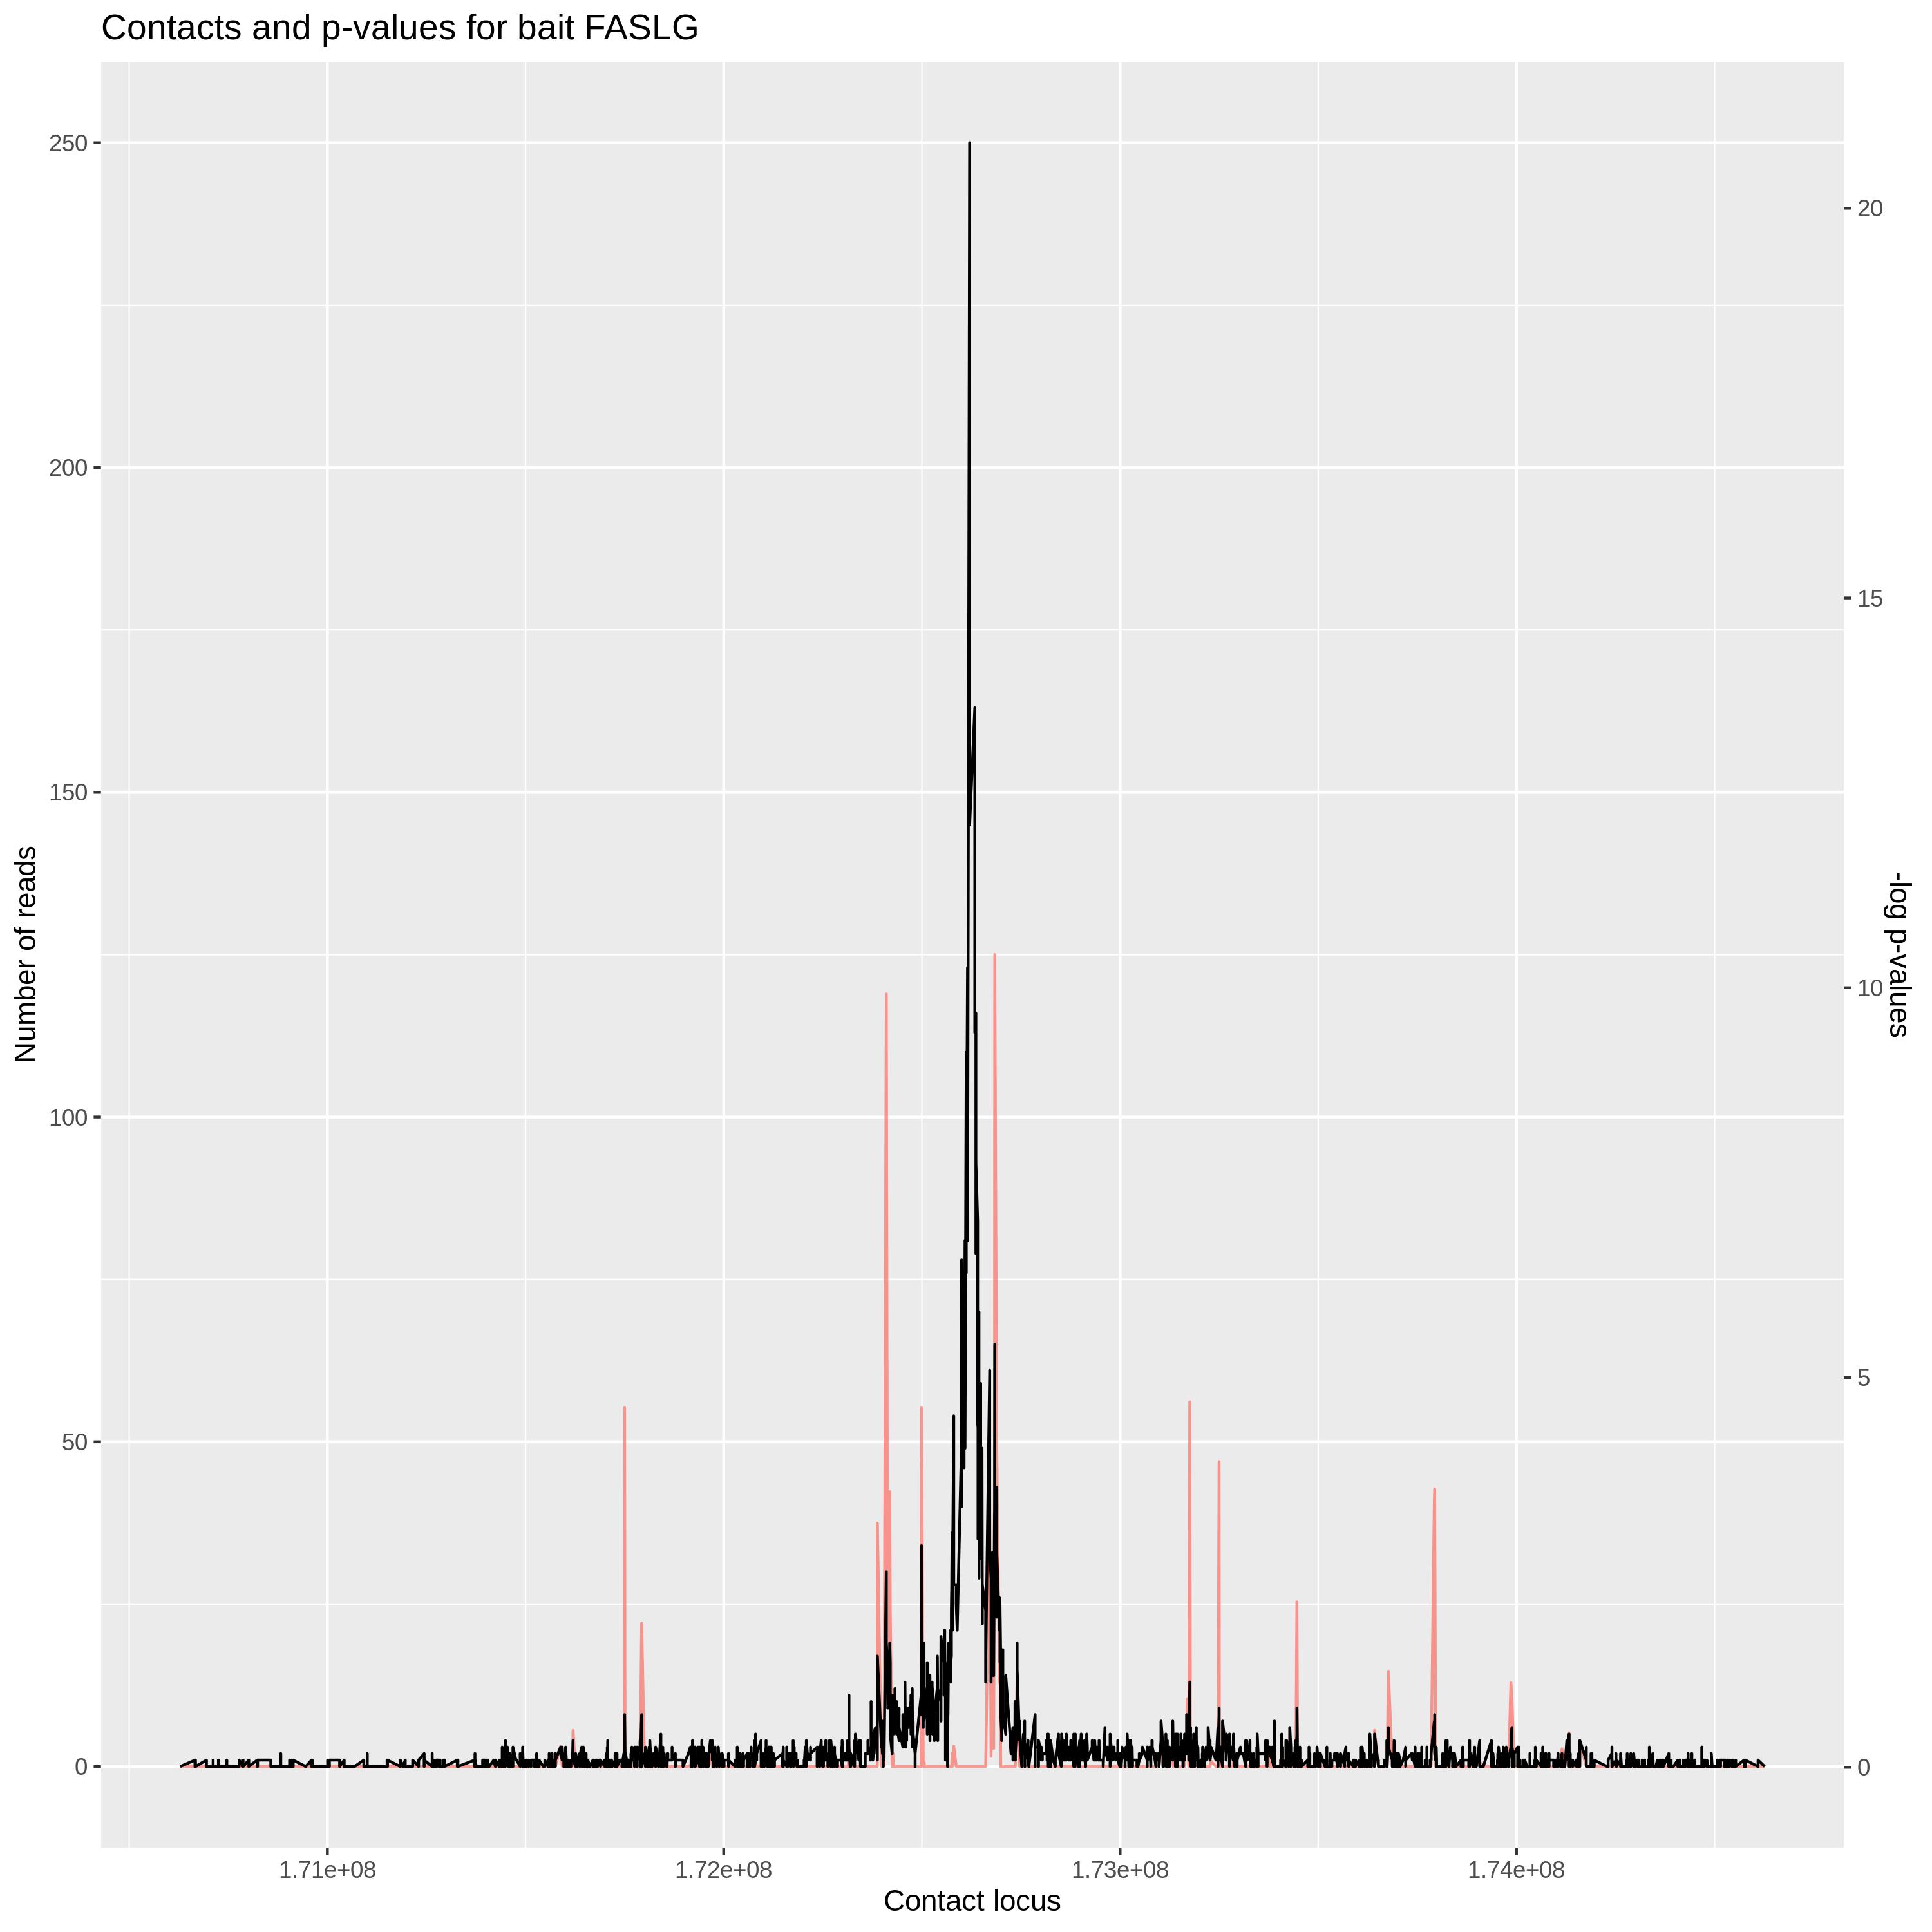 Contacts and p-values for bait FASLG
250
200
150
100
50
0
Number of reads
20
15
10
5
0
-log p-values
1.71e+08 1.72e+08 1.73e+08 1.74e+08
Contact locus